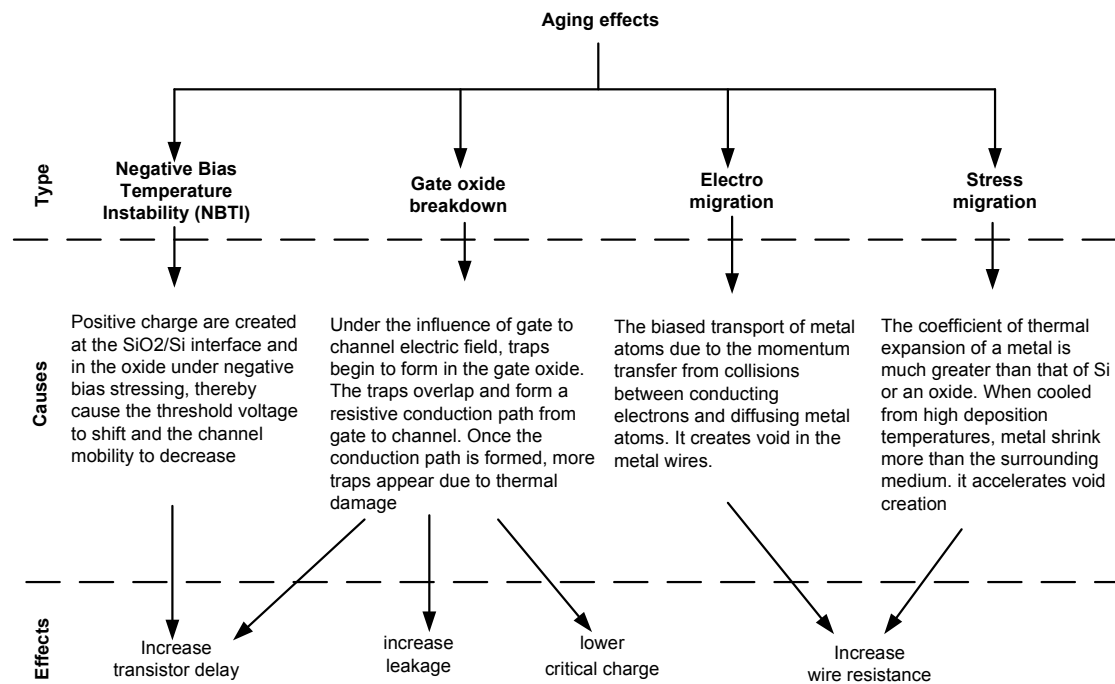 Aging effects
Type
Negative Bias
Temperature
Instability (NBTI)
Gate oxide
breakdown
Electro
migration
Stress
migration
Causes
Positive charge are created
at the SiO2/Si interface and
in the oxide under negative
bias stressing, thereby
cause the threshold voltage
to shift and the channel
mobility to decrease
Under the influence of gate to
channel electric field, traps
begin to form in the gate oxide.
The traps overlap and form a
resistive conduction path from
gate to channel. Once the
conduction path is formed, more
traps appear due to thermal
damage
The biased transport of metal
atoms due to the momentum
transfer from collisions
between conducting
electrons and diffusing metal
atoms. It creates void in the
metal wires.
The coefficient of thermal
expansion of a metal is
much greater than that of Si
or an oxide. When cooled
from high deposition
temperatures, metal shrink
more than the surrounding
medium. it accelerates void
creation
Effects
Increase
transistor delay
increase
leakage
lower
critical charge
Increase
wire resistance